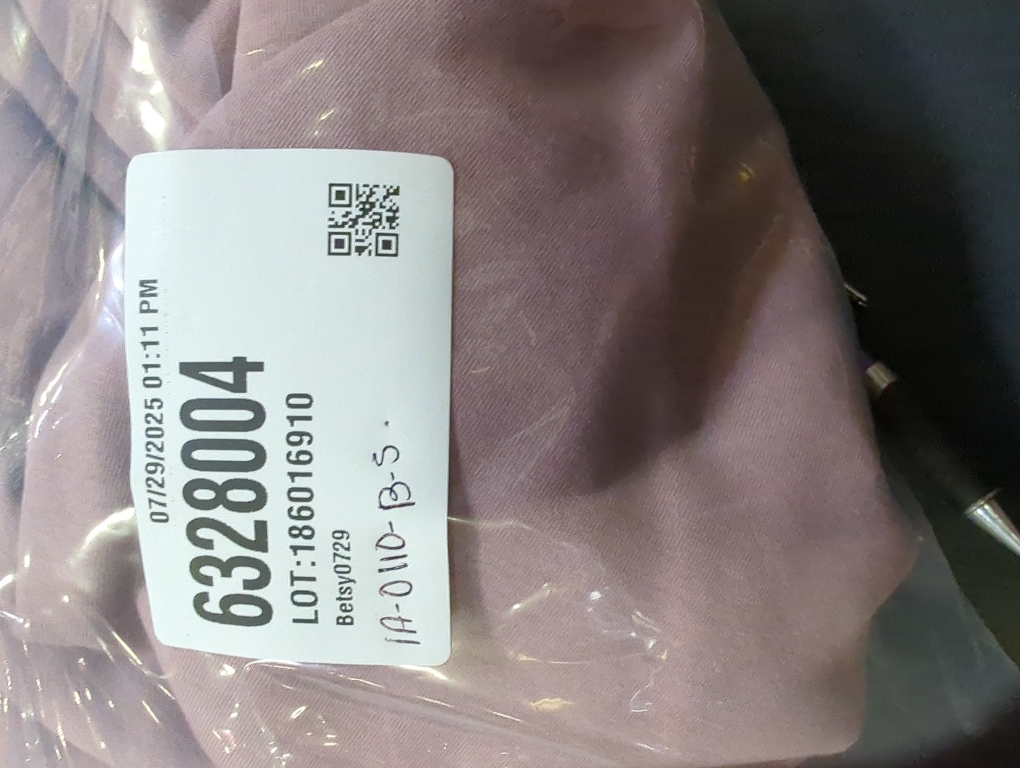 07/29/2025 01:11 PM
6328004
LOT:186016910
Betsy0729
1A-0110-B-5.